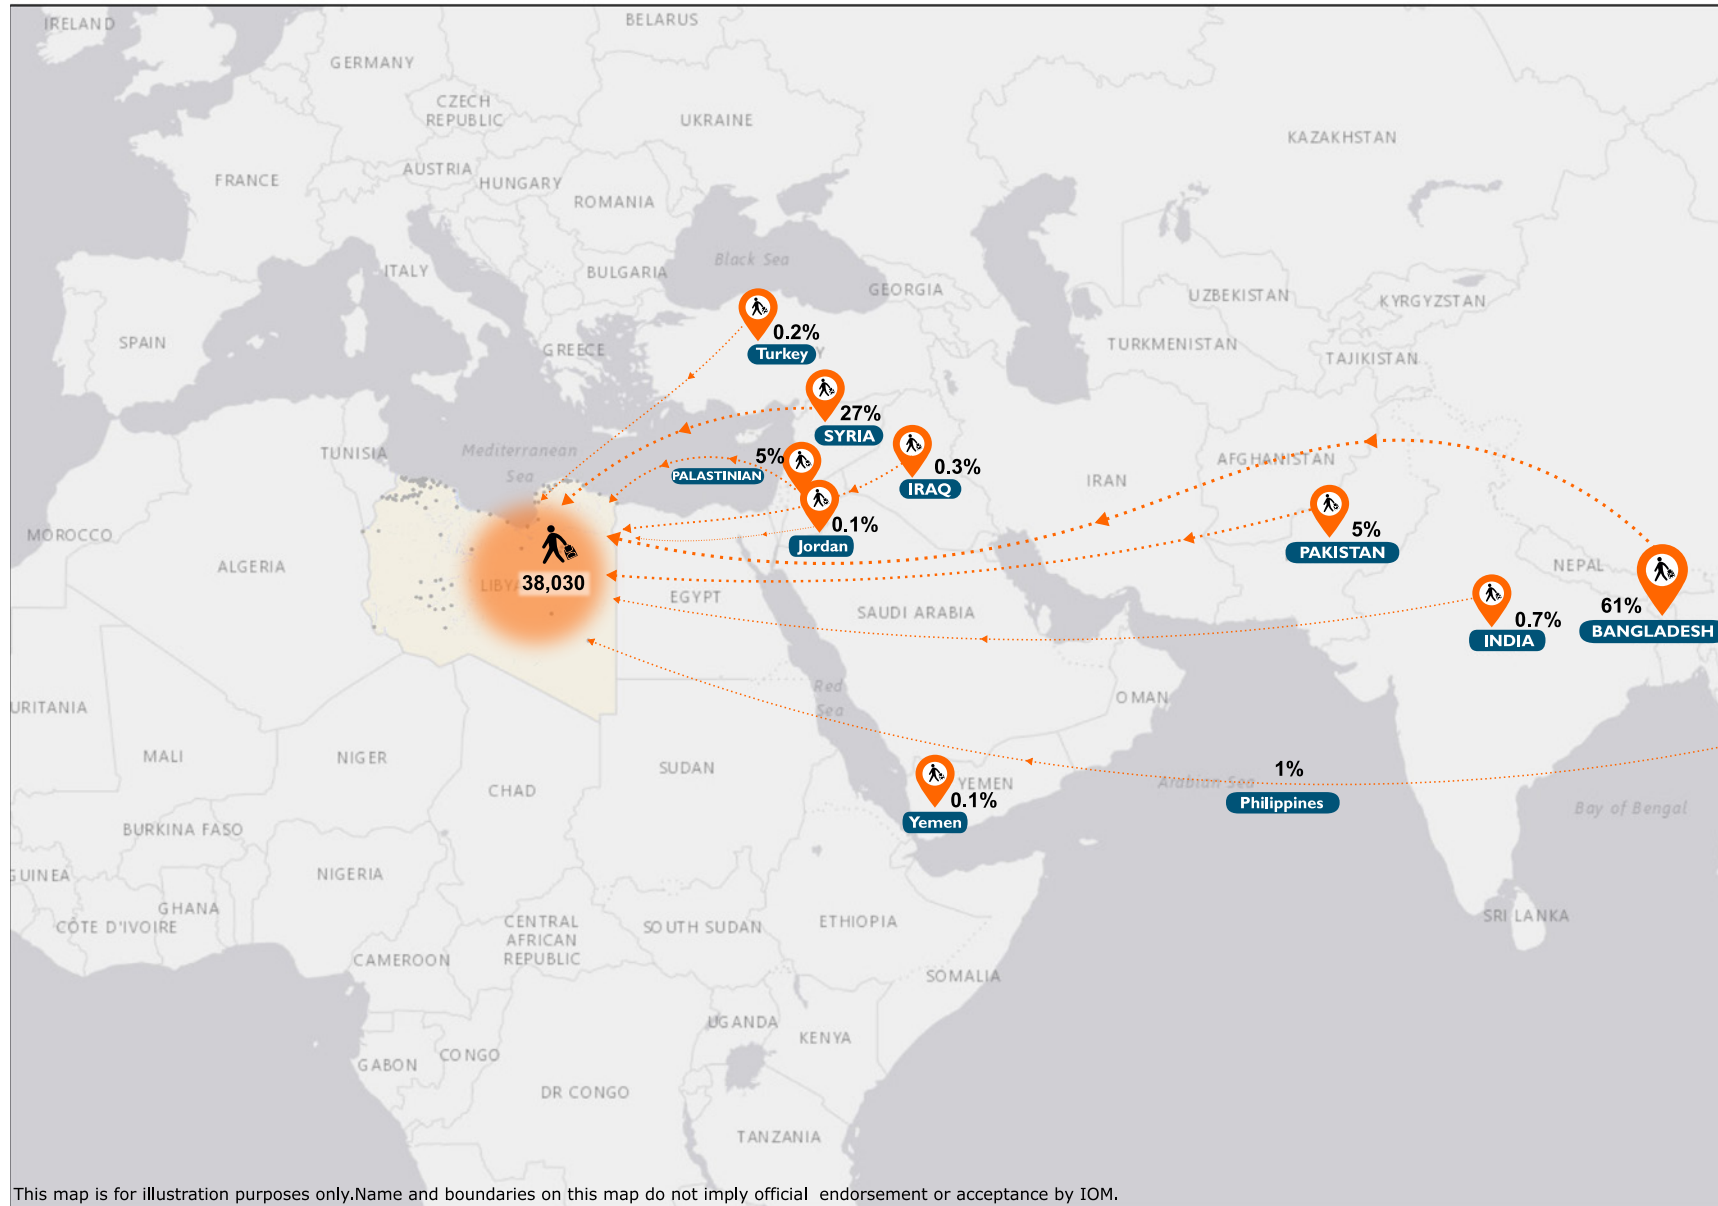 IRELAND
BELARUS
GERMANY
CZECH
REPUBLIC
UKRAINE
KAZAKHSTAN
FRANCE
AUSTRIA
HUNGARY
ROMANIA
ITALY
BULGARIA
Black Sea
GEORGIA
UZBEKISTAN
KYRGYZSTAN
SPAIN
GREECE
0.2%
Turkey
Y
TURKMENISTAN
TAJIKISTAN
27%
SYRIA
TUNISIA
Mediterranean
Sea
5%
PALASTINIAN
0.3%
IRAQ
IRAN
AFGHANISTAN
0.1%
Jordan
5%
PAKISTAN
MOROCCO
ALGERIA
LIBYA
38,030
EGYPT
SAUDI ARABIA
NEPAL
0.7%
INDIA
61%
BANGLADESH
Red
Sea
OMAN
URITANIA
MALI
NIGER
CHAD
SUDAN
YEMEN
0.1%
Yemen
1%
Arabian Sea
Philippines
Bay of Bengal
BURKINA FASO
GUINEA
NIGERIA
GHANA
CÔTE D'IVOIRE
CENTRAL
AFRICAN
REPUBLIC
SOUTH SUDAN
ETHIOPIA
SRI LANKA
CAMEROON
SOMALIA
UGANDA
KENYA
GABON
CONGO
DR CONGO
TANZANIA
This map is for illustration purposes only.Name and boundaries on this map do not imply official  endorsement or acceptance by IOM.